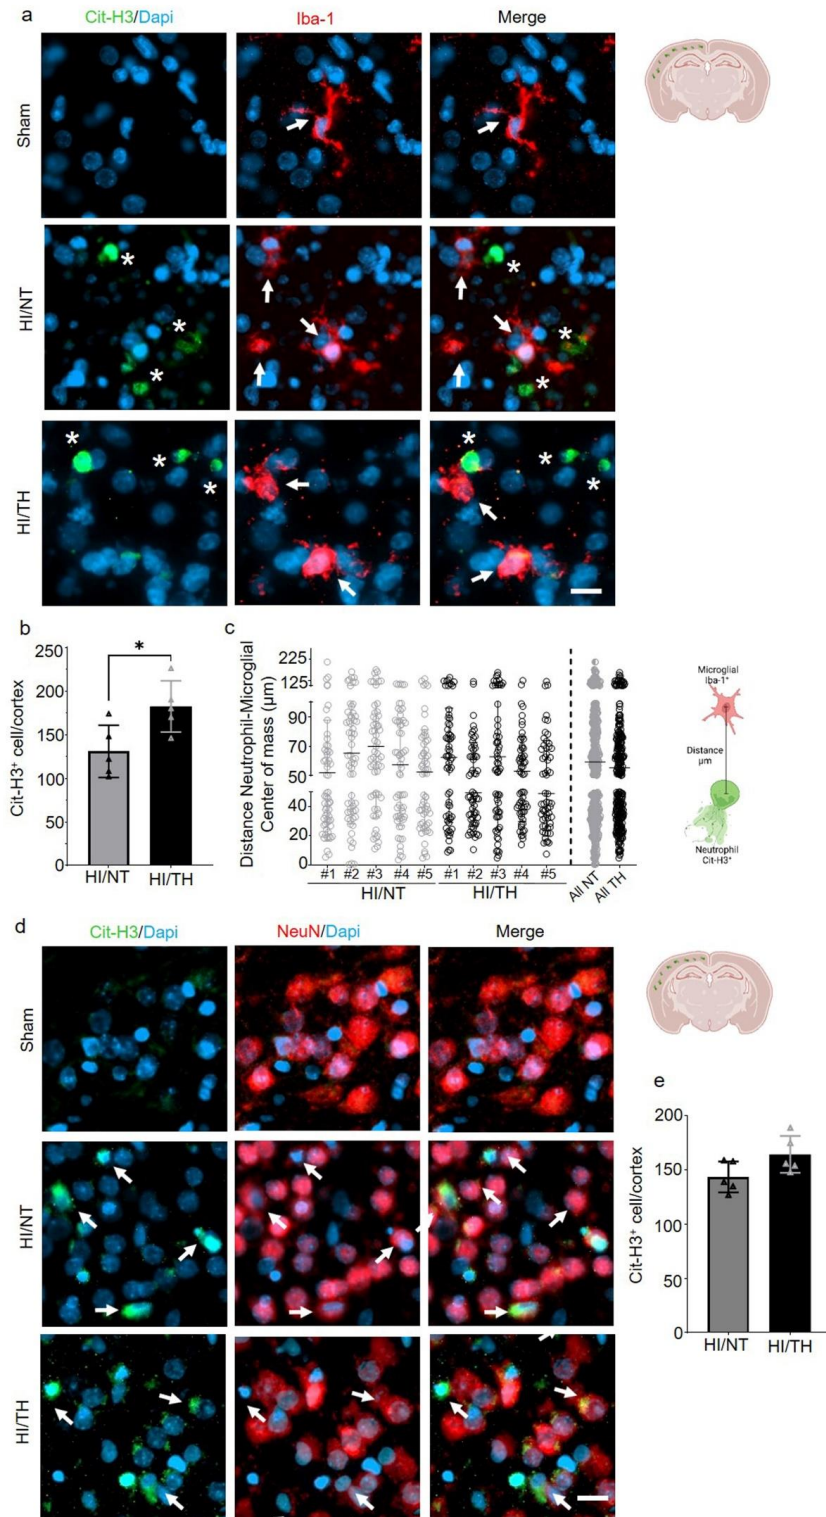 a
Cit-H3/Dapi
Iba-1
Merge
Sham
*
*
*
*
*
*
HI/NT
*
*
*
*
*
*
HI/TH
b
*
Cit-H3+ cell/cortex
250
200
150
100
50
0
HI/NT
HI/TH
c
Distance Neutrophil-Microglial
Center of mass (µm)
225
125
90
70
50
40
20
0
#1 #2 #3 #4 #5 #1 #2 #3 #4 #5
HI/NT
HI/TH
All NT
All TH
Microglial
Iba-1+
Distance
µm
Neutrophil
Cit-H3+
d
Cit-H3/Dapi
NeuN/Dapi
Merge
Sham
HI/NT
HI/TH
e
Cit-H3+ cell/cortex
200
150
100
50
0
HI/NT
HI/TH